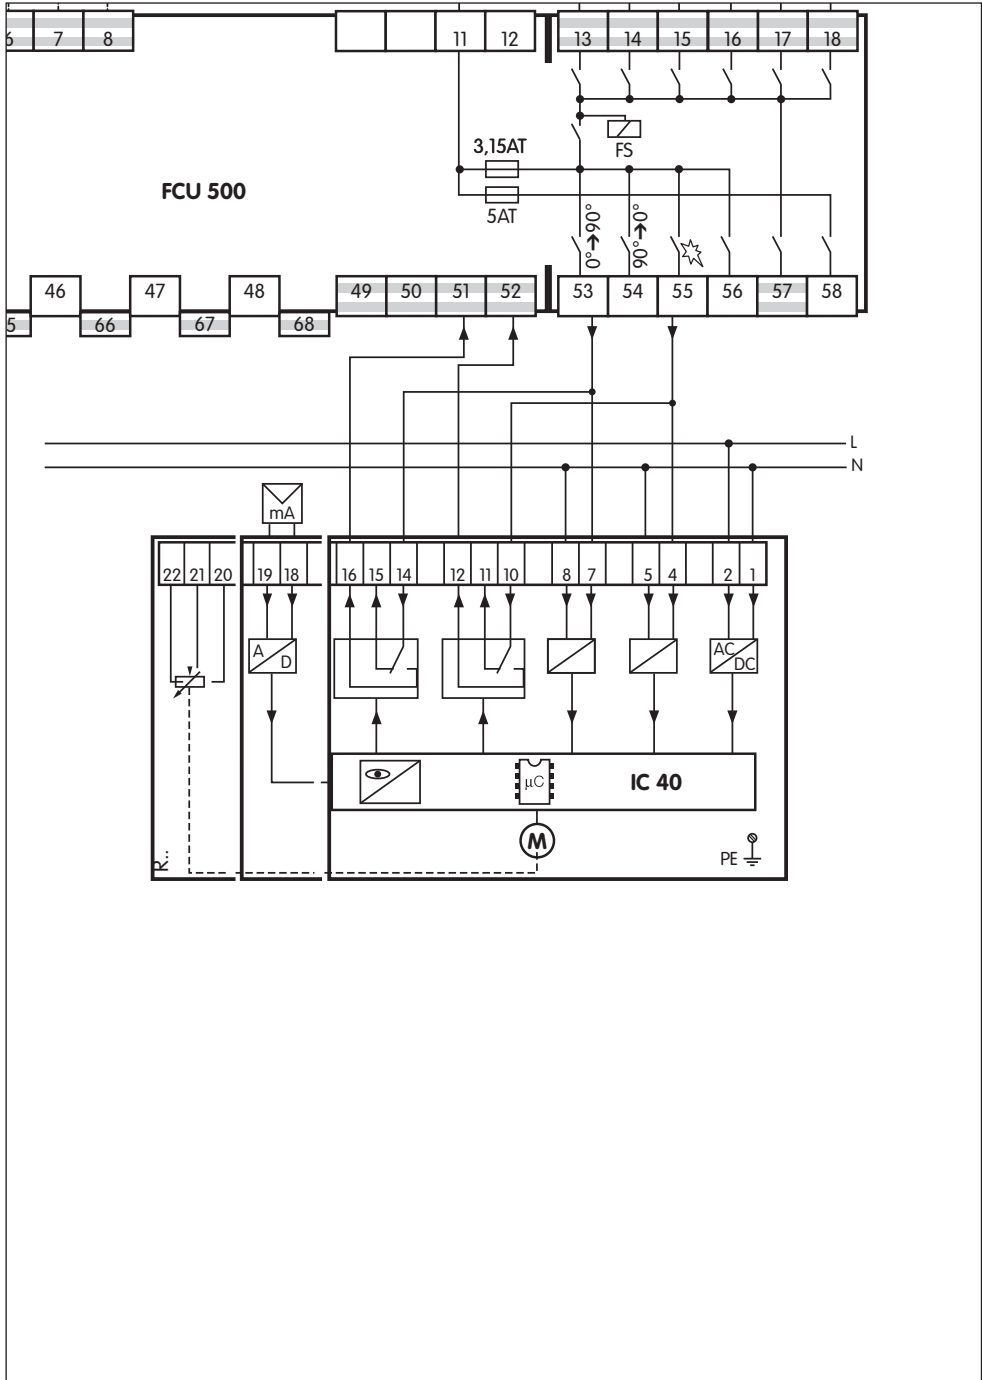 6 7 8 11 12 13 14 15 16 17 18
FS
3,15AT
5AT
FCU 500
0°➔90°
90°➔0°
46 47 48 49 50 51 52 53 54 55 56 57 58
5 66 67 68
L
N
mA
22 21 20 19 18 16 15 14 12 11 10 8 7 5 4 2 1
A
D
AC
DC
µC
IC 40
M
PE
R..